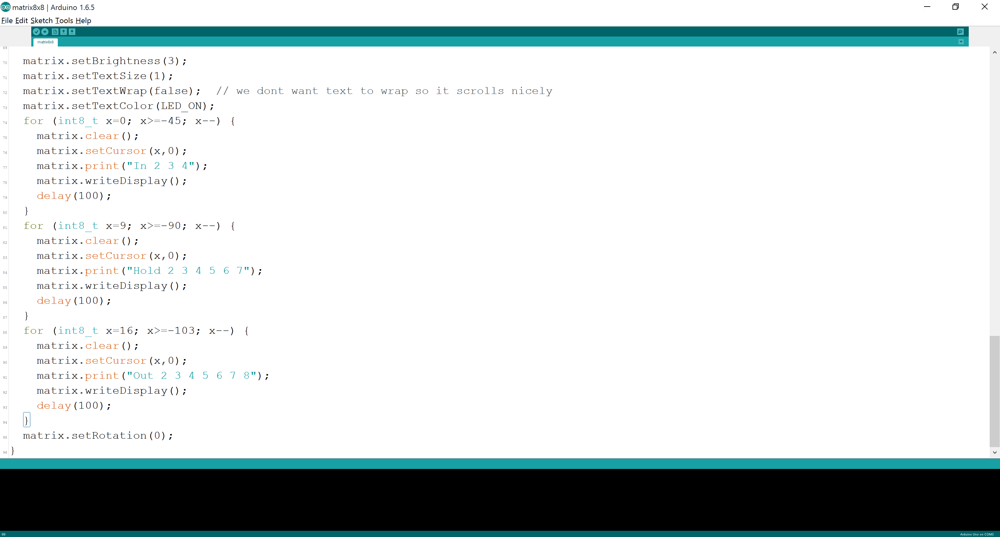 matrix8x8 | Arduino 1.6.5
File Edit Sketch Tools Help
matrix8x8
69
70 matrix.setBrightness(3);
71 matrix.setTextSize(1);
72 matrix.setTextWrap(false);  // we dont want text to wrap so it scrolls nicely
73 matrix.setTextColor(LED_ON);
74 for (int8_t x=0; x>=-45; x--) {
75 matrix.clear();
76 matrix.setCursor(x,0);
77 matrix.print("In 2 3 4");
78 matrix.writeDisplay();
79 delay(100);
80 }
81 for (int8_t x=9; x>=-90; x--) {
82 matrix.clear();
83 matrix.setCursor(x,0);
84 matrix.print("Hold 2 3 4 5 6 7");
85 matrix.writeDisplay();
86 delay(100);
87 }
88 for (int8_t x=16; x>=-103; x--) {
89 matrix.clear();
90 matrix.setCursor(x,0);
91 matrix.print("Out 2 3 4 5 6 7 8");
92 matrix.writeDisplay();
93 delay(100);
94 }
95 matrix.setRotation(0);
96 }
88 Arduino Uno on COM3